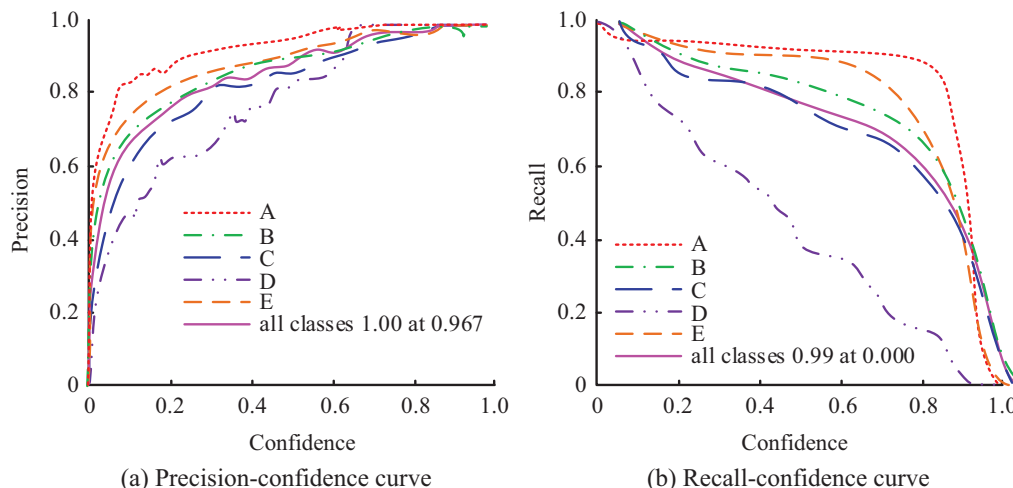 1.0
0.8
0.6
0.4
0.2
0
Precision
A
B
C
D
E
all classes 1.00 at 0.967
0 0.2 0.4 0.6 0.8 1.0
Confidence
(a) Precision-confidence curve
1.0
0.8
0.6
0.4
0.2
0
Recall
A
B
C
D
E
all classes 0.99 at 0.000
0 0.2 0.4 0.6 0.8 1.0
Confidence
(b) Recall-confidence curve